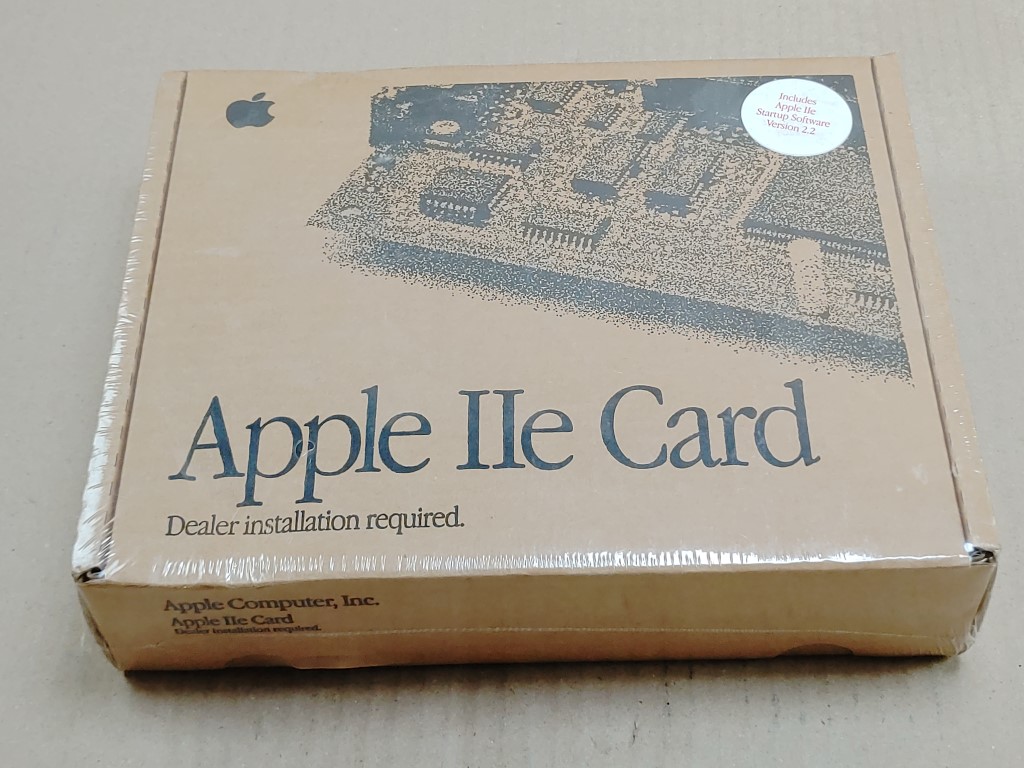 Includes
Apple IIe
Startup Software
Version 2.2
Apple IIe Card
Dealer installation required.
Apple Computer, Inc.
Apple IIe Card
Dealer installation required.